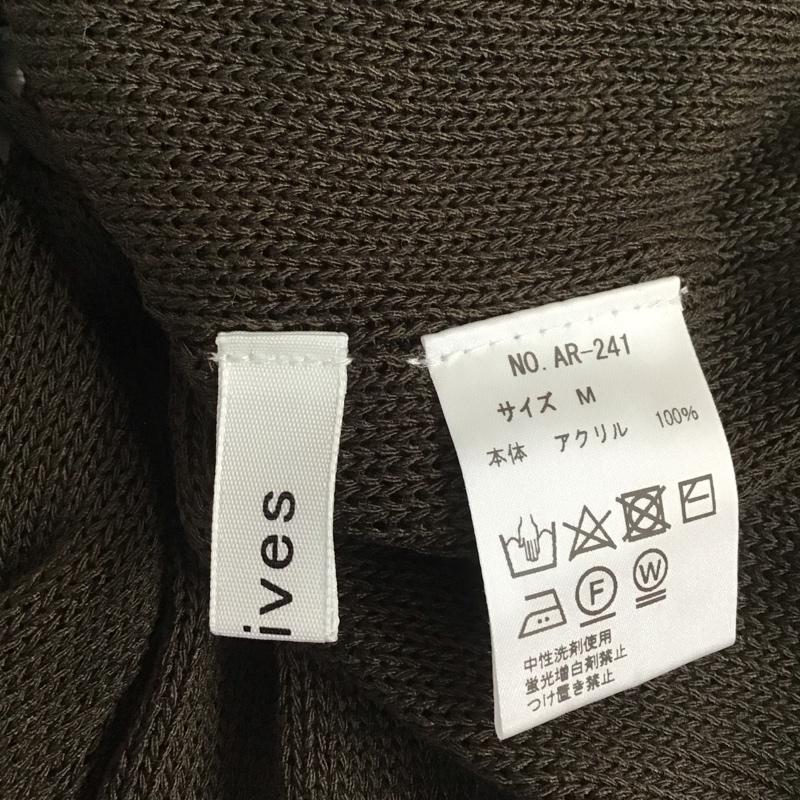 ives
NO. AR-241
サイズ M
本体 アクリル 100%
F W
中性洗剤使用
蛍光増白剤禁止
つけ置き禁止